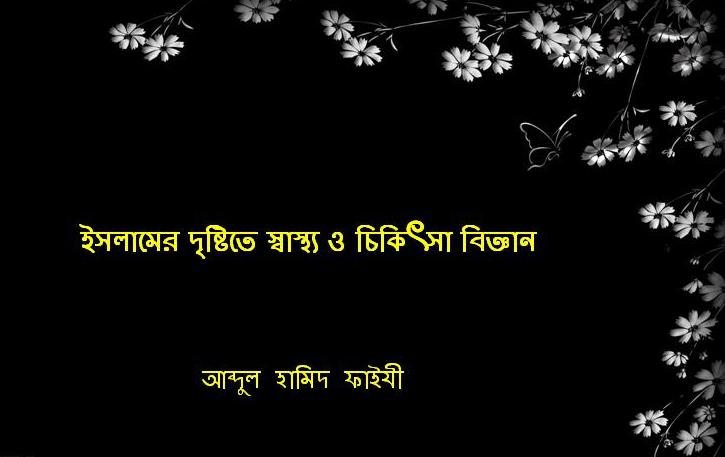 ইসলামের দৃষ্টিতে স্বাস্থ্য ও চিকিৎসা বিজ্ঞান
আব্দুল হামিদ ফাইযী